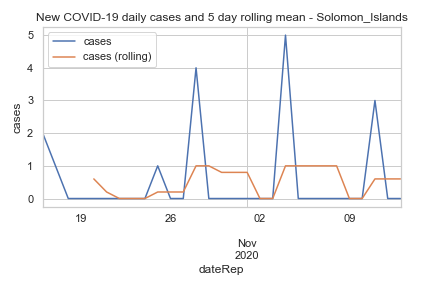 New COVID-19 daily cases and 5 day rolling mean - Solomon_Islands
cases
cases (rolling)
5
4
3
2
1
0
cases
19
26
02
09
Nov
2020
dateRep